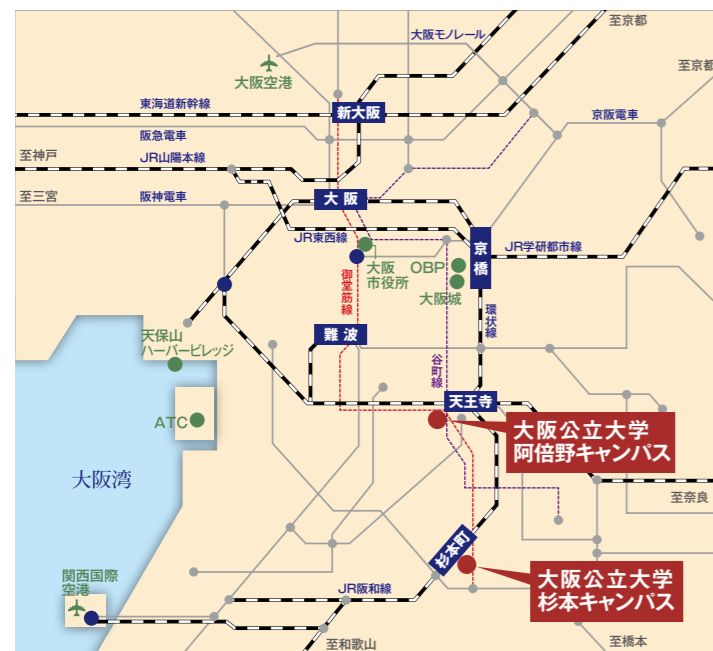 至京都
大阪モノレール
至京都
大阪空港
東海道新幹線
新大阪
京阪電車
阪急電車
至神戸
JR山陽本線
至三宮
阪神電車
大阪
JR東西線
京橋
JR学研都市線
大阪
市役所
OBP
大阪城
御堂筋線
環状線
難波
谷町線
天保山
ハーバービレッジ
天王寺
ATC
大阪公立大学
阿倍野キャンパス
大阪湾
至奈良
杉本町
関西国際
空港
JR阪和線
大阪公立大学
杉本キャンパス
至和歌山
至橋本